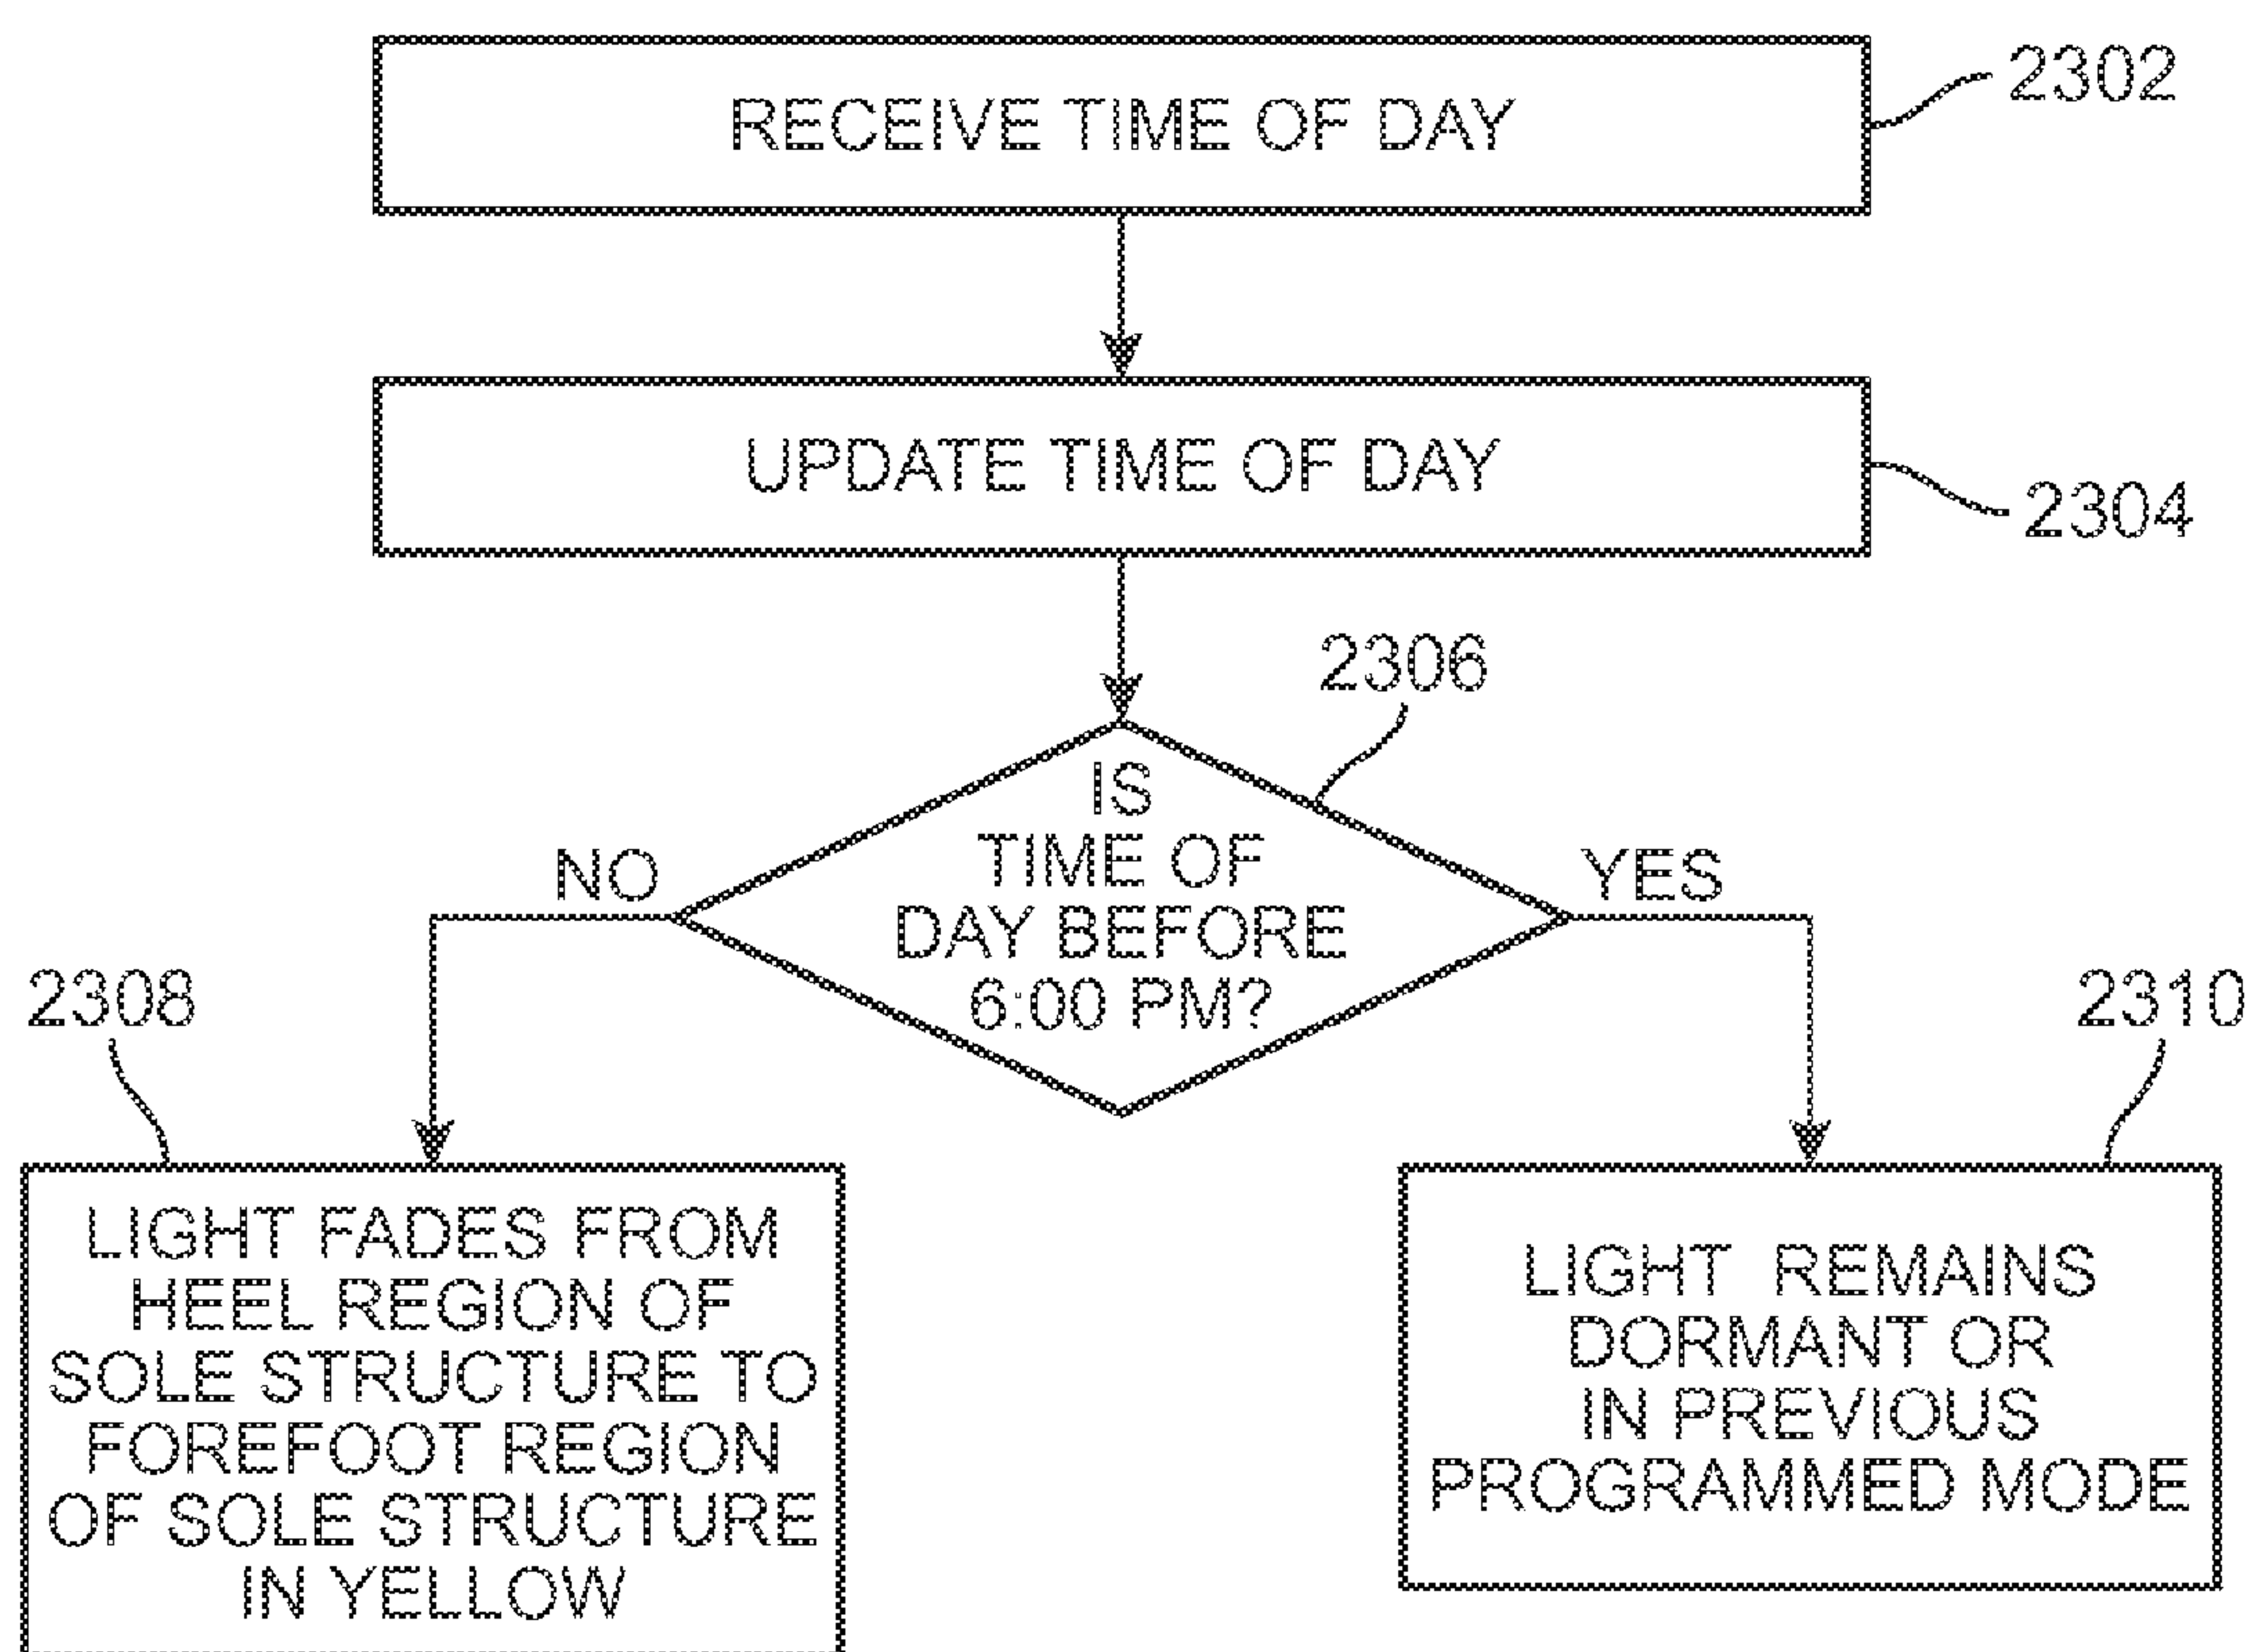 RECEIVE TIME OF DAY
2302
UPDATE TIME OF DAY
2304
2306
IS
TIME OF
DAY BEFORE
6:00 PM?
NO
YES
2308
2310
LIGHT FADES FROM
HEEL REGION OF
SOLE STRUCTURE TO
FOREFOOT REGION
OF SOLE STRUCTURE
IN YELLOW
LIGHT REMAINS
DORMANT OR
IN PREVIOUS
PROGRAMMED MODE